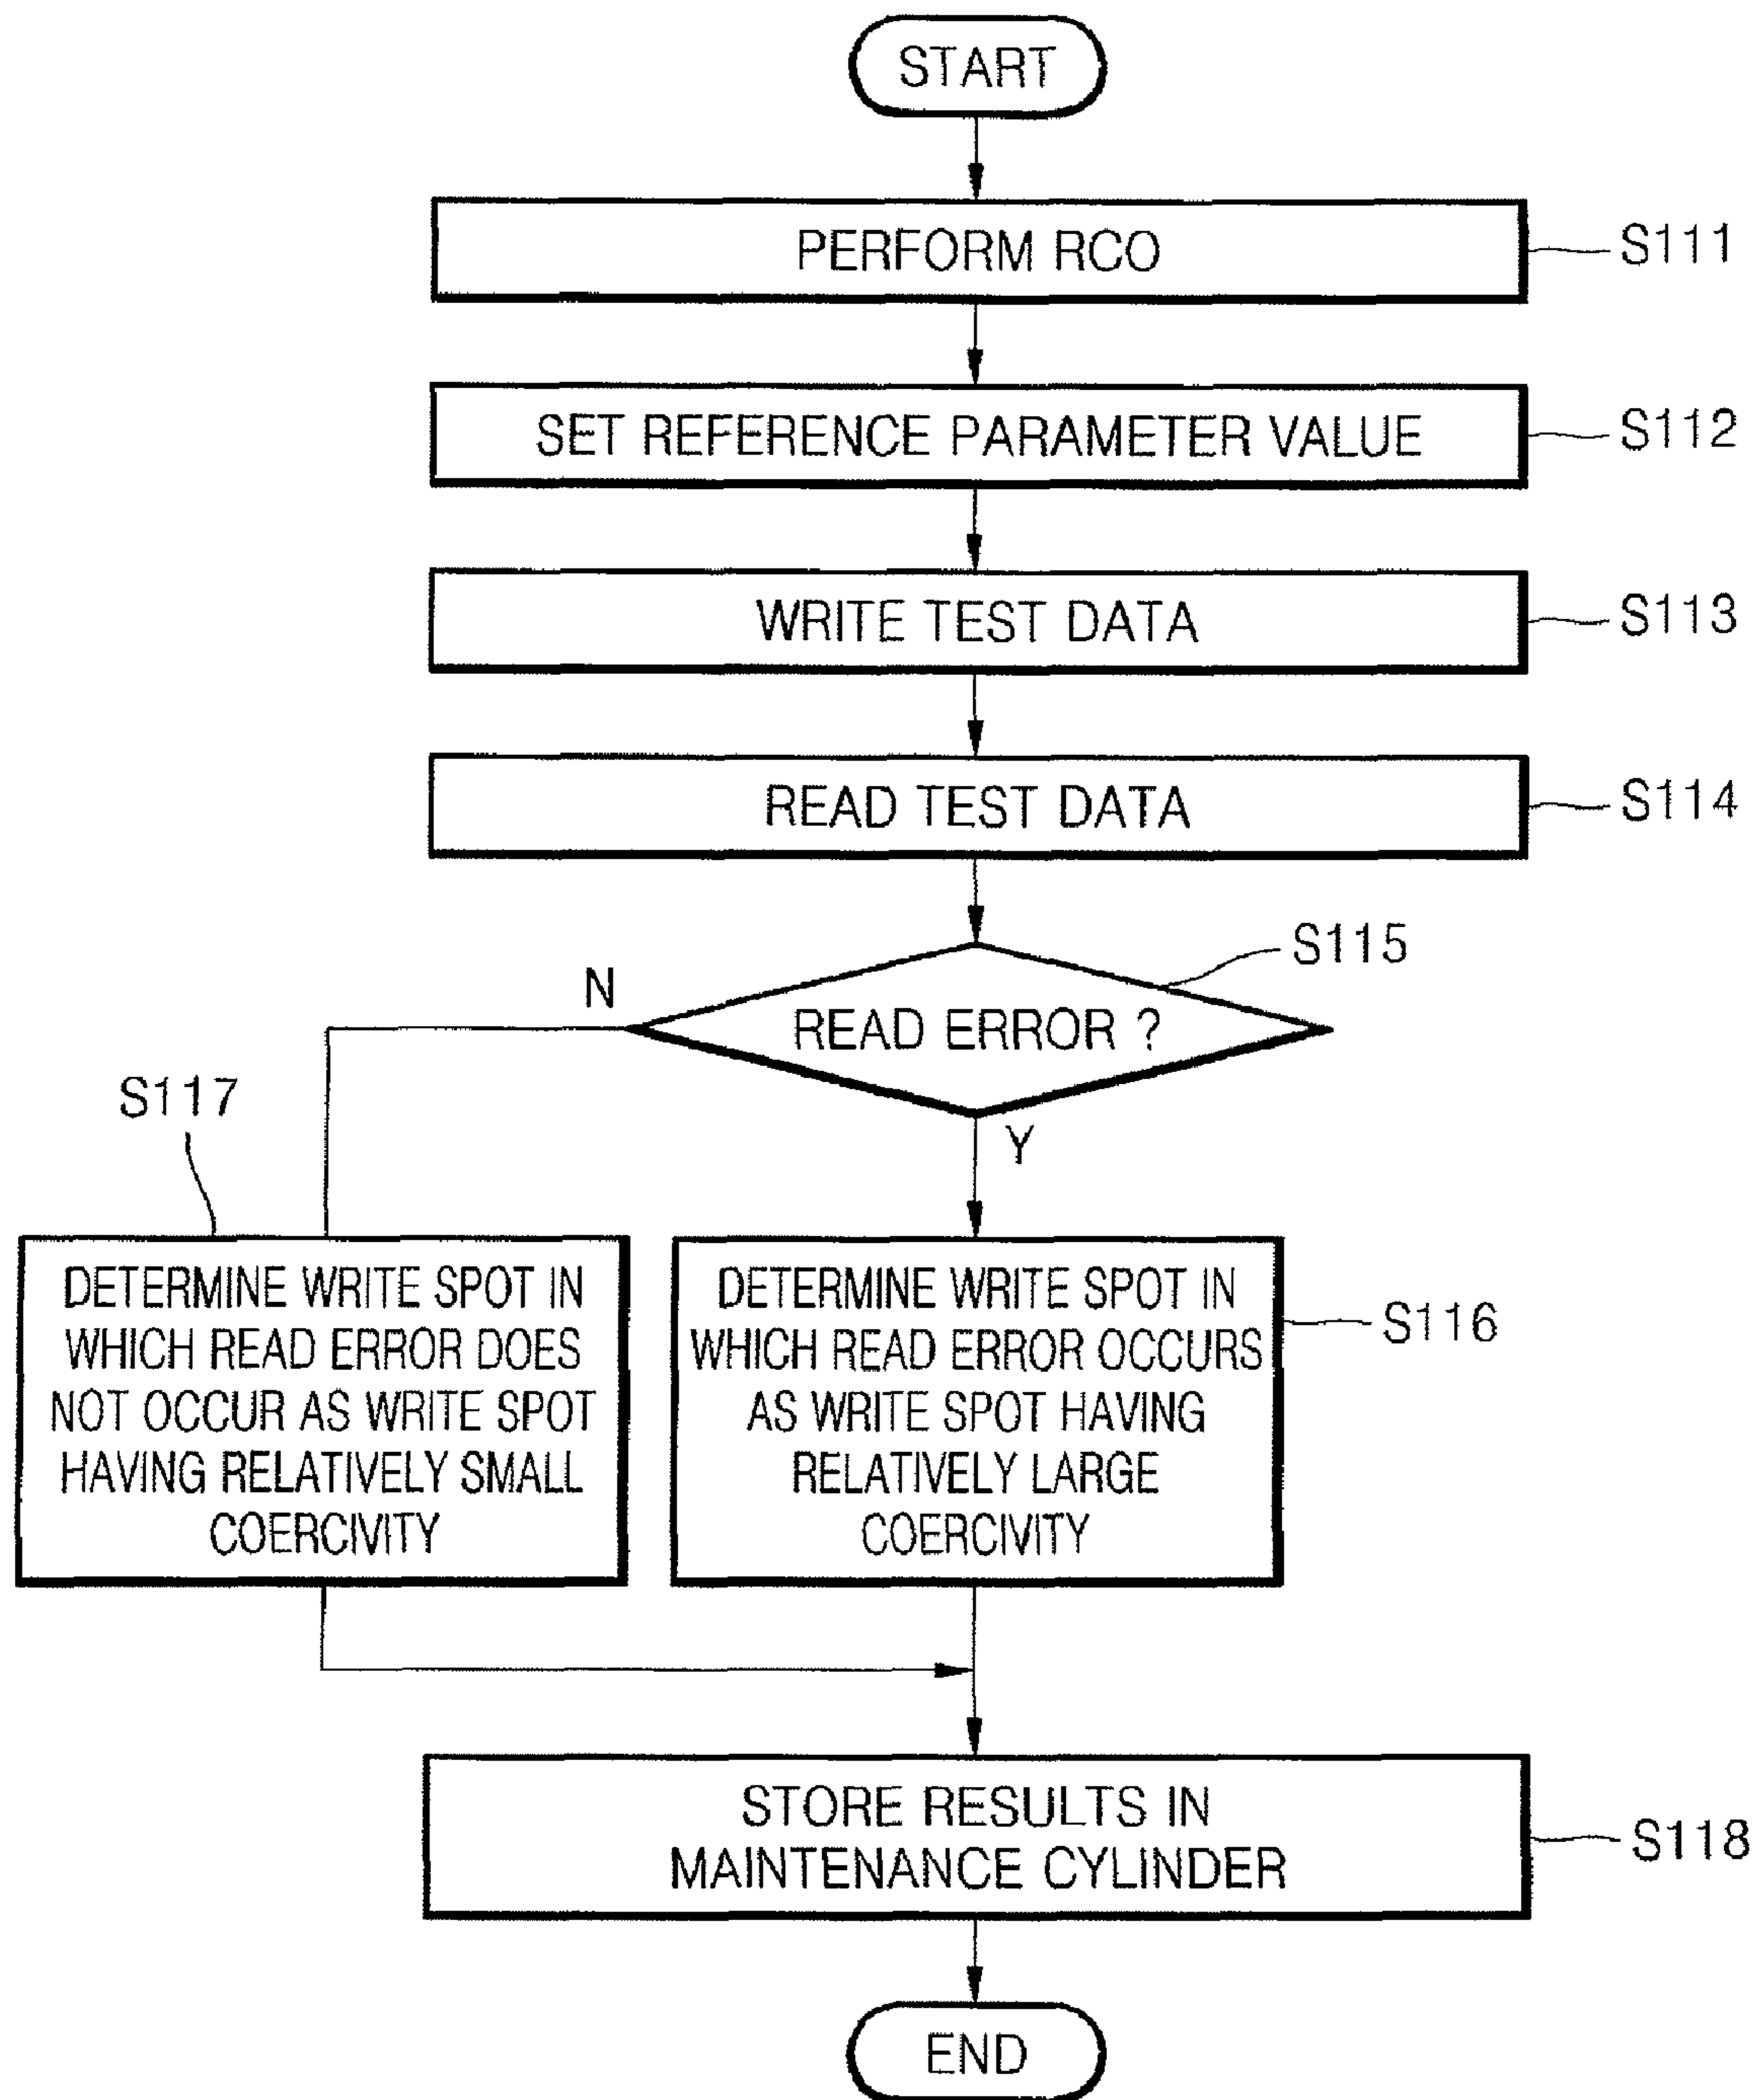 START
PERFORM RCO
S111
SET REFERENCE PARAMETER VALUE
S112
WRITE TEST DATA
S113
READ TEST DATA
S114
S115
N
READ ERROR ?
S117
Y
DETERMINE WRITE SPOT IN
WHICH READ ERROR DOES
NOT OCCUR AS WRITE SPOT
HAVING RELATIVELY SMALL
COERCIVITY
DETERMINE WRITE SPOT IN
WHICH READ ERROR OCCURS
AS WRITE SPOT HAVING
RELATIVELY LARGE
COERCIVITY
S116
STORE RESULTS IN
MAINTENANCE CYLINDER
S118
END